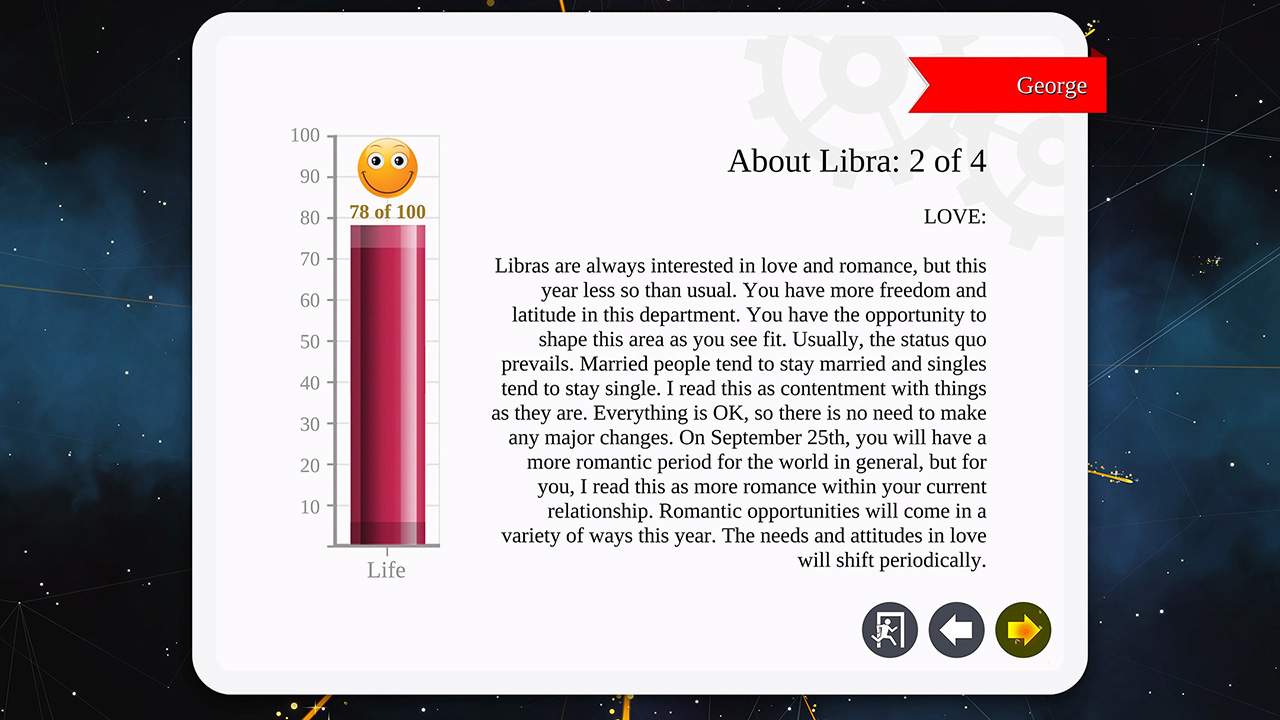 George
100
90
80
70
60
50
40
30
20
10
78 of 100
Life
About Libra: 2 of 4
LOVE:
Libras are always interested in love and romance, but this
year less so than usual. You have more freedom and
latitude in this department. You have the opportunity to
shape this area as you see fit. Usually, the status quo
prevails. Married people tend to stay married and singles
tend to stay single. I read this as contentment with things
as they are. Everything is OK, so there is no need to make
any major changes. On September 25th, you will have a
more romantic period for the world in general, but for
you, I read this as more romance within your current
relationship. Romantic opportunities will come in a
variety of ways this year. The needs and attitudes in love
will shift periodically.